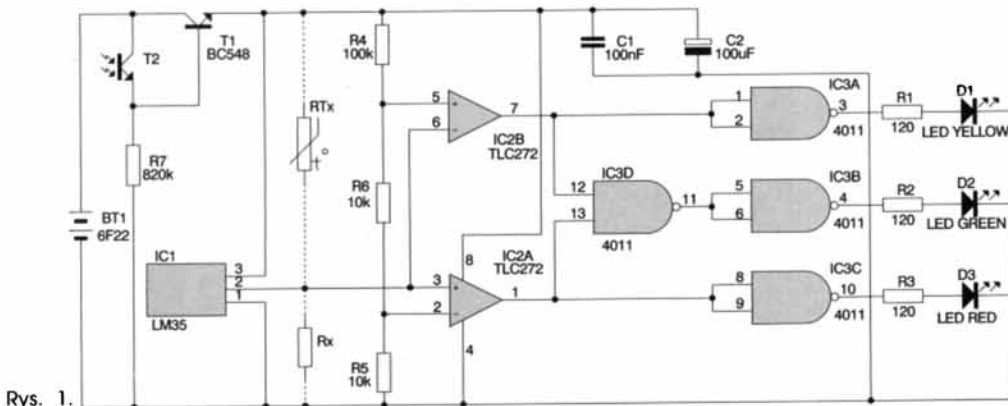 T2
T1
BC548
R7
820k
BT1
6F22
IC1
LM35
3
2
1
RTx
Rx
R4
100k
R6
10k
R5
10k
5
6
7
IC2B
TLC272
8
3
2
1
4
IC2A
TLC272
C1
100nF
C2
100uF
IC3D
12
13
11
4011
IC3A
1
2
3
4011
IC3B
5
6
4
4011
IC3C
8
9
10
4011
R1
120
R2
120
R3
120
D1
LED YELLOW
D2
LED GREEN
D3
LED RED
Rys. 1.